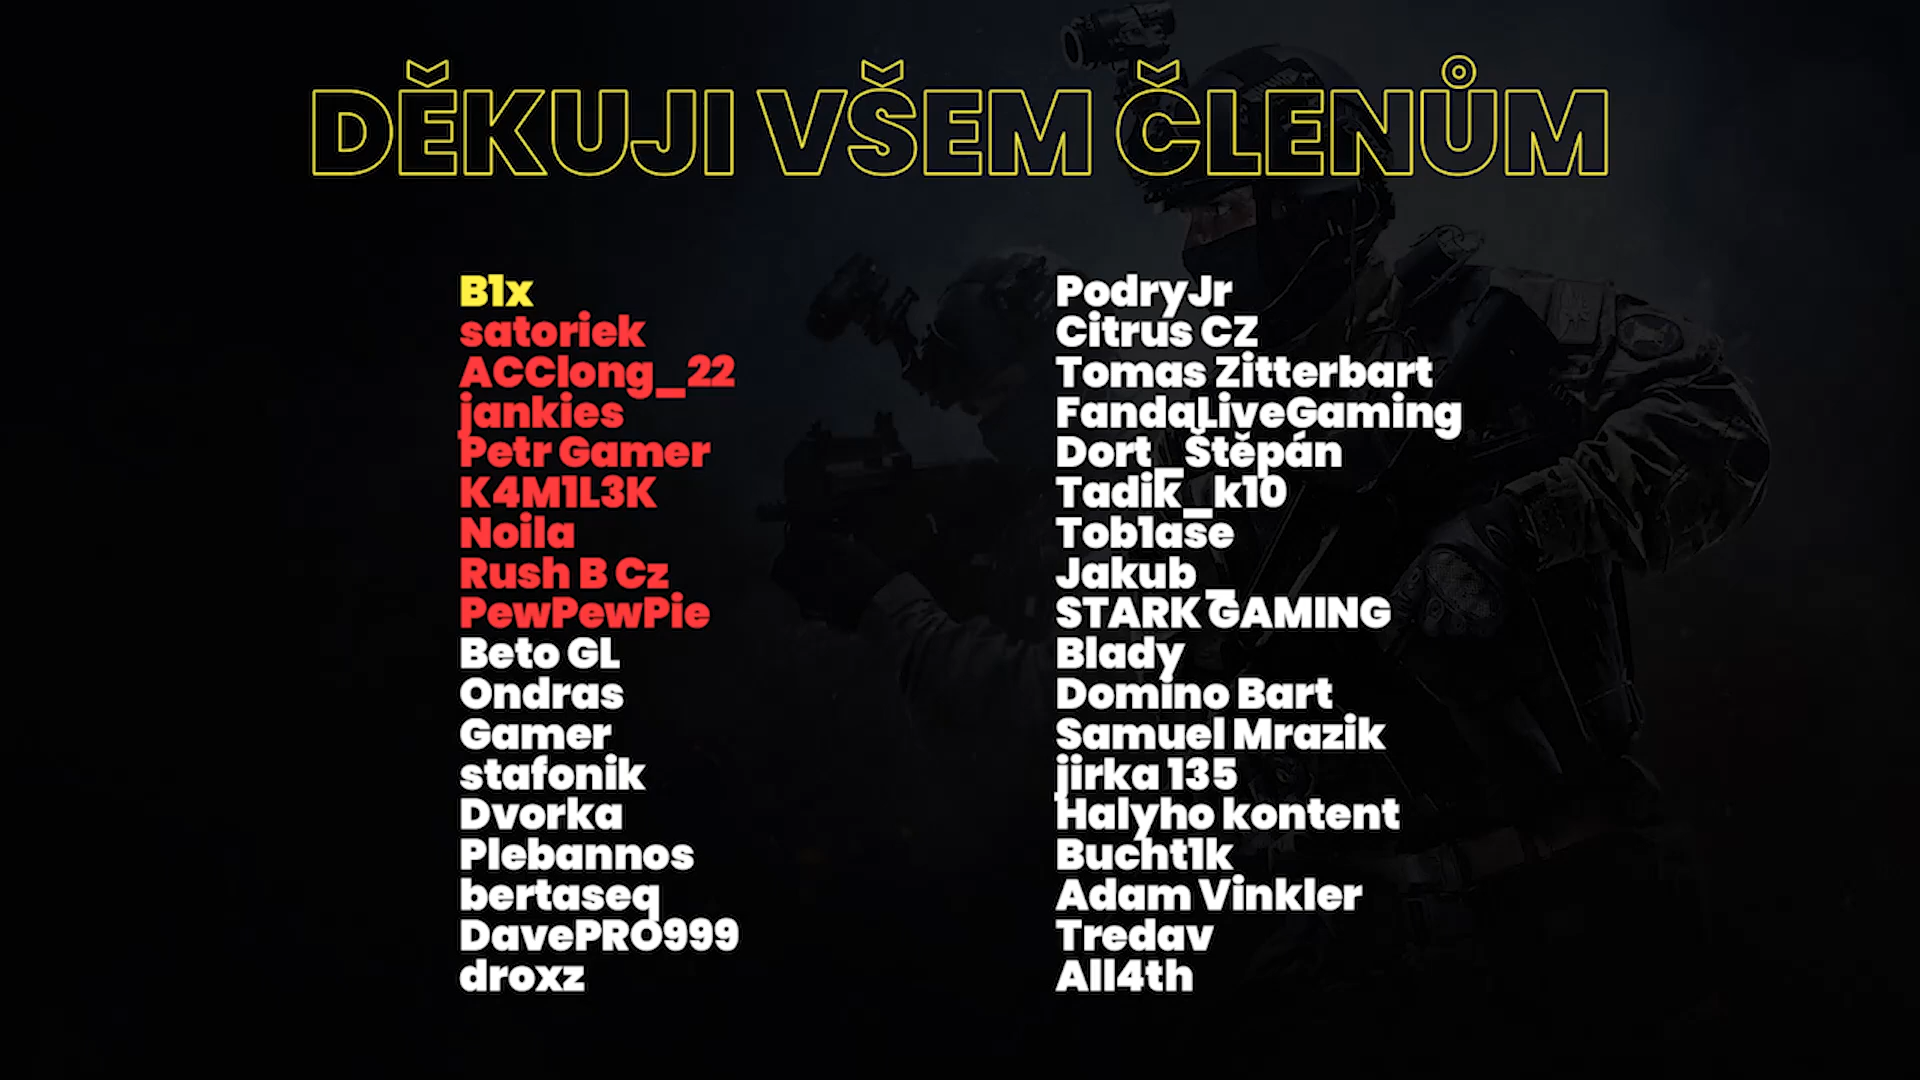 DĚKUJI VŠEM ČLENŮM
B1x
satoriek
ACClong_22
jankies
Petr Gamer
K4M1L3K
Noila
Rush B Cz
PewPewPie
Beto GL
Ondras
Gamer
stafonik
Dvorka
Plebannos
bertaseq
DavePRO999
droxz
PodryJr
Citrus CZ
Tomas Zitterbart
FandaLiveGaming
Dort_Štěpán
Tadik_k10
Tob1ase
Jakub_
STARK GAMING
Blady
Domino Bart
Samuel Mrazik
jirka 135
Halyho kontent
Bucht1k
Adam Vinkler
Tredav
All4th